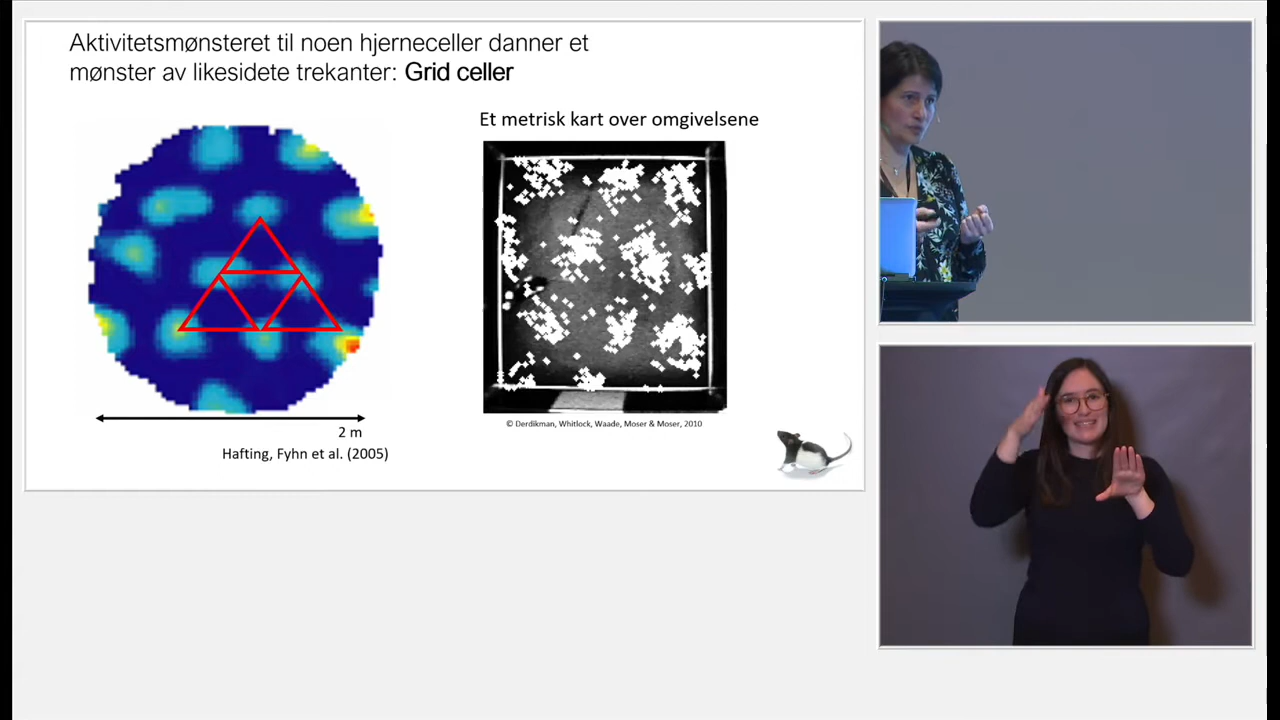 Aktivitetsmønsteret til noen hjerneceller danner et
mønster av likesidete trekanter: Grid celler
Et metrisk kart over omgivelsene
© Derdikman, Whitlock, Waade, Moser & Moser, 2010
2 m
Hafting, Fyhn et al. (2005)